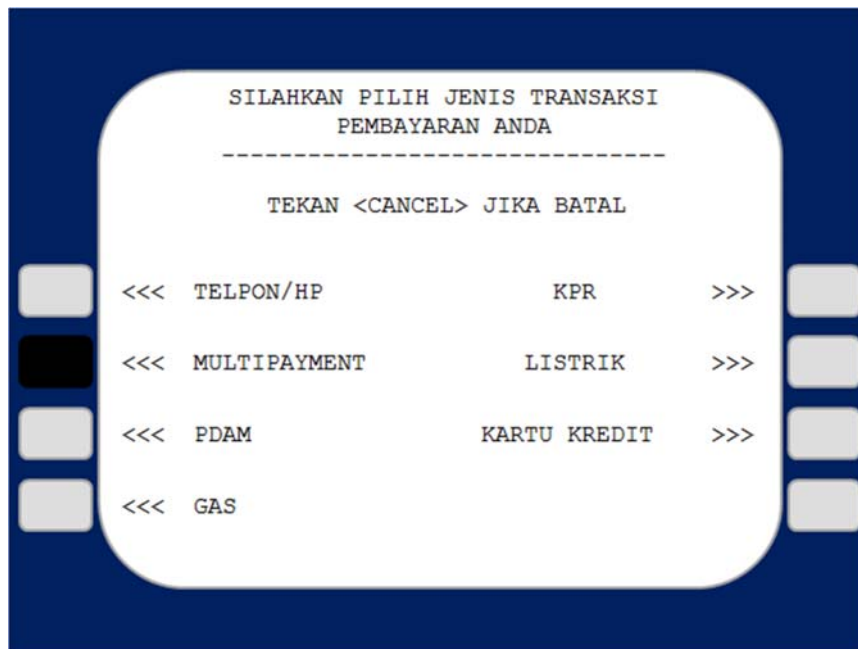 SILAHKAN PILIH JENIS TRANSAKSI
PEMBAYARAN ANDA
-------------------------------
TEKAN <CANCEL> JIKA BATAL
<<< TELPON/HP KPR >>>
<<< MULTIPAYMENT LISTRIK >>>
<<< PDAM KARTU KREDIT >>>
<<< GAS